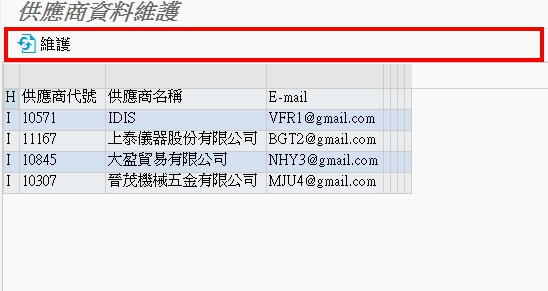 供應商資料維護
維護
H 供應商代號 供應商名稱 E-mail
I 10571 IDIS VFR1@gmail.com
I 11167 上泰儀器股份有限公司 BGT2@gmail.com
I 10845 大盈貿易有限公司 NHY3@gmail.com
I 10307 晉茂機械五金有限公司 MJU4@gmail.com